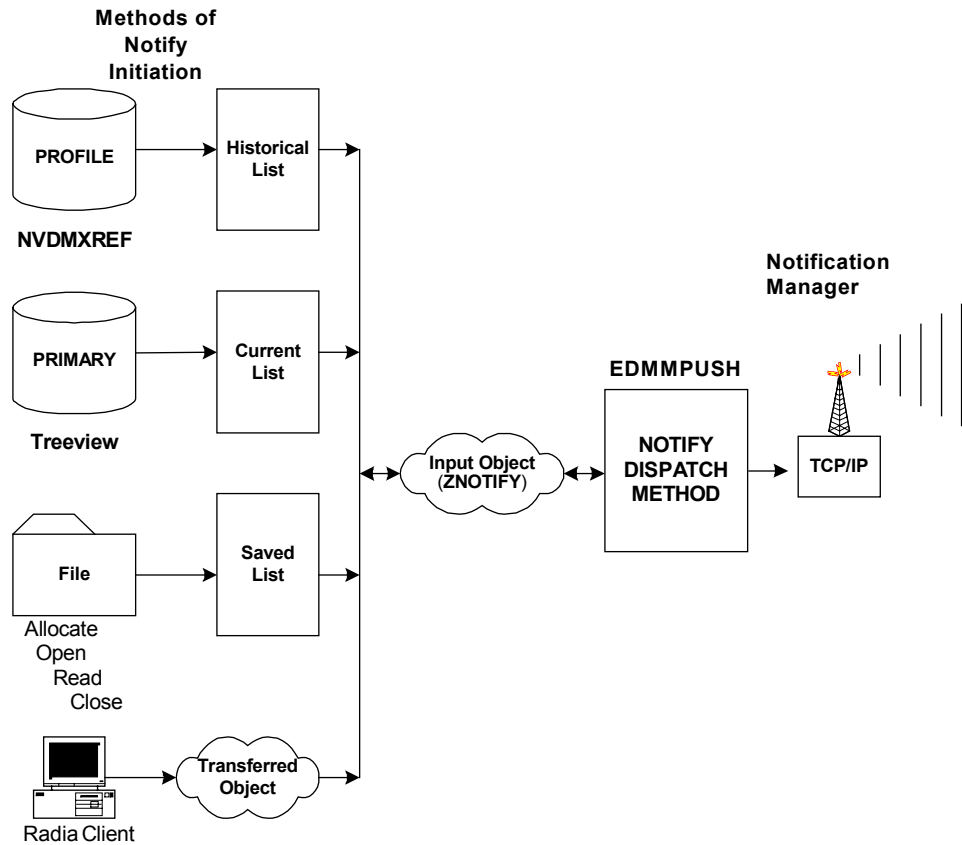 Methods of
Notify
Initiation
PROFILE
Historical
List
NVDMXREF
PRIMARY
Current
List
Treeview
File
Saved
List
Allocate
Open
Read
Close
Radia Client
Transferred
Object
Input Object
(ZNOTIFY)
EDMMPUSH
NOTIFY
DISPATCH
METHOD
Notification
Manager
TCP/IP